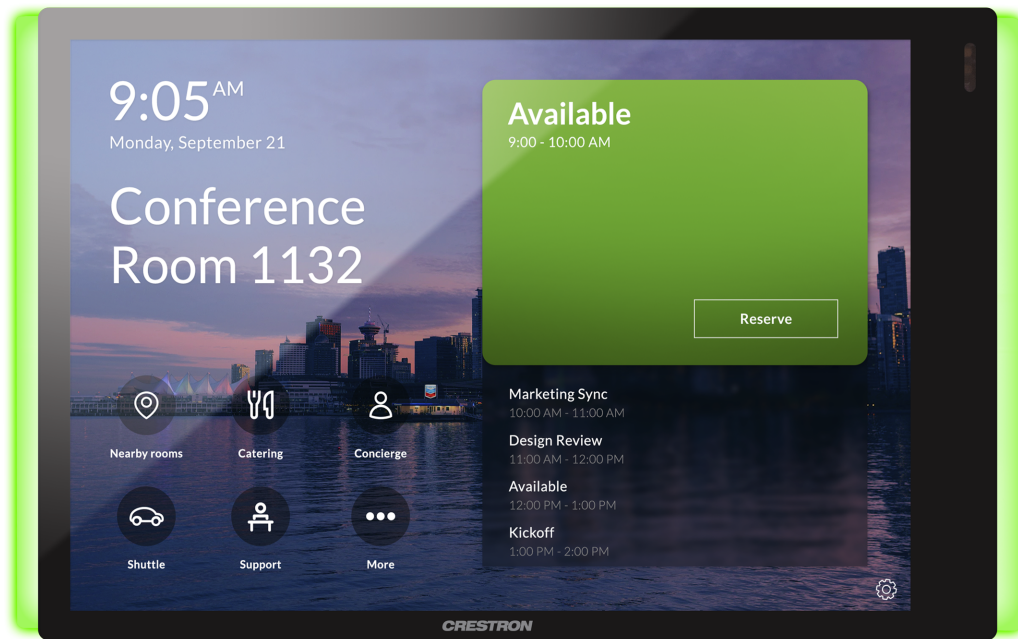 9:05 AM
Monday, September 21
Conference
Room 1132
Nearby rooms
Catering
Concierge
Shuttle
Support
More
Available
9:00 - 10:00 AM
Reserve
Marketing Sync
10:00 AM - 11:00 AM
Design Review
11:00 AM - 12:00 PM
Available
12:00 PM - 1:00 PM
Kickoff
1:00 PM - 2:00 PM
CRESTRON